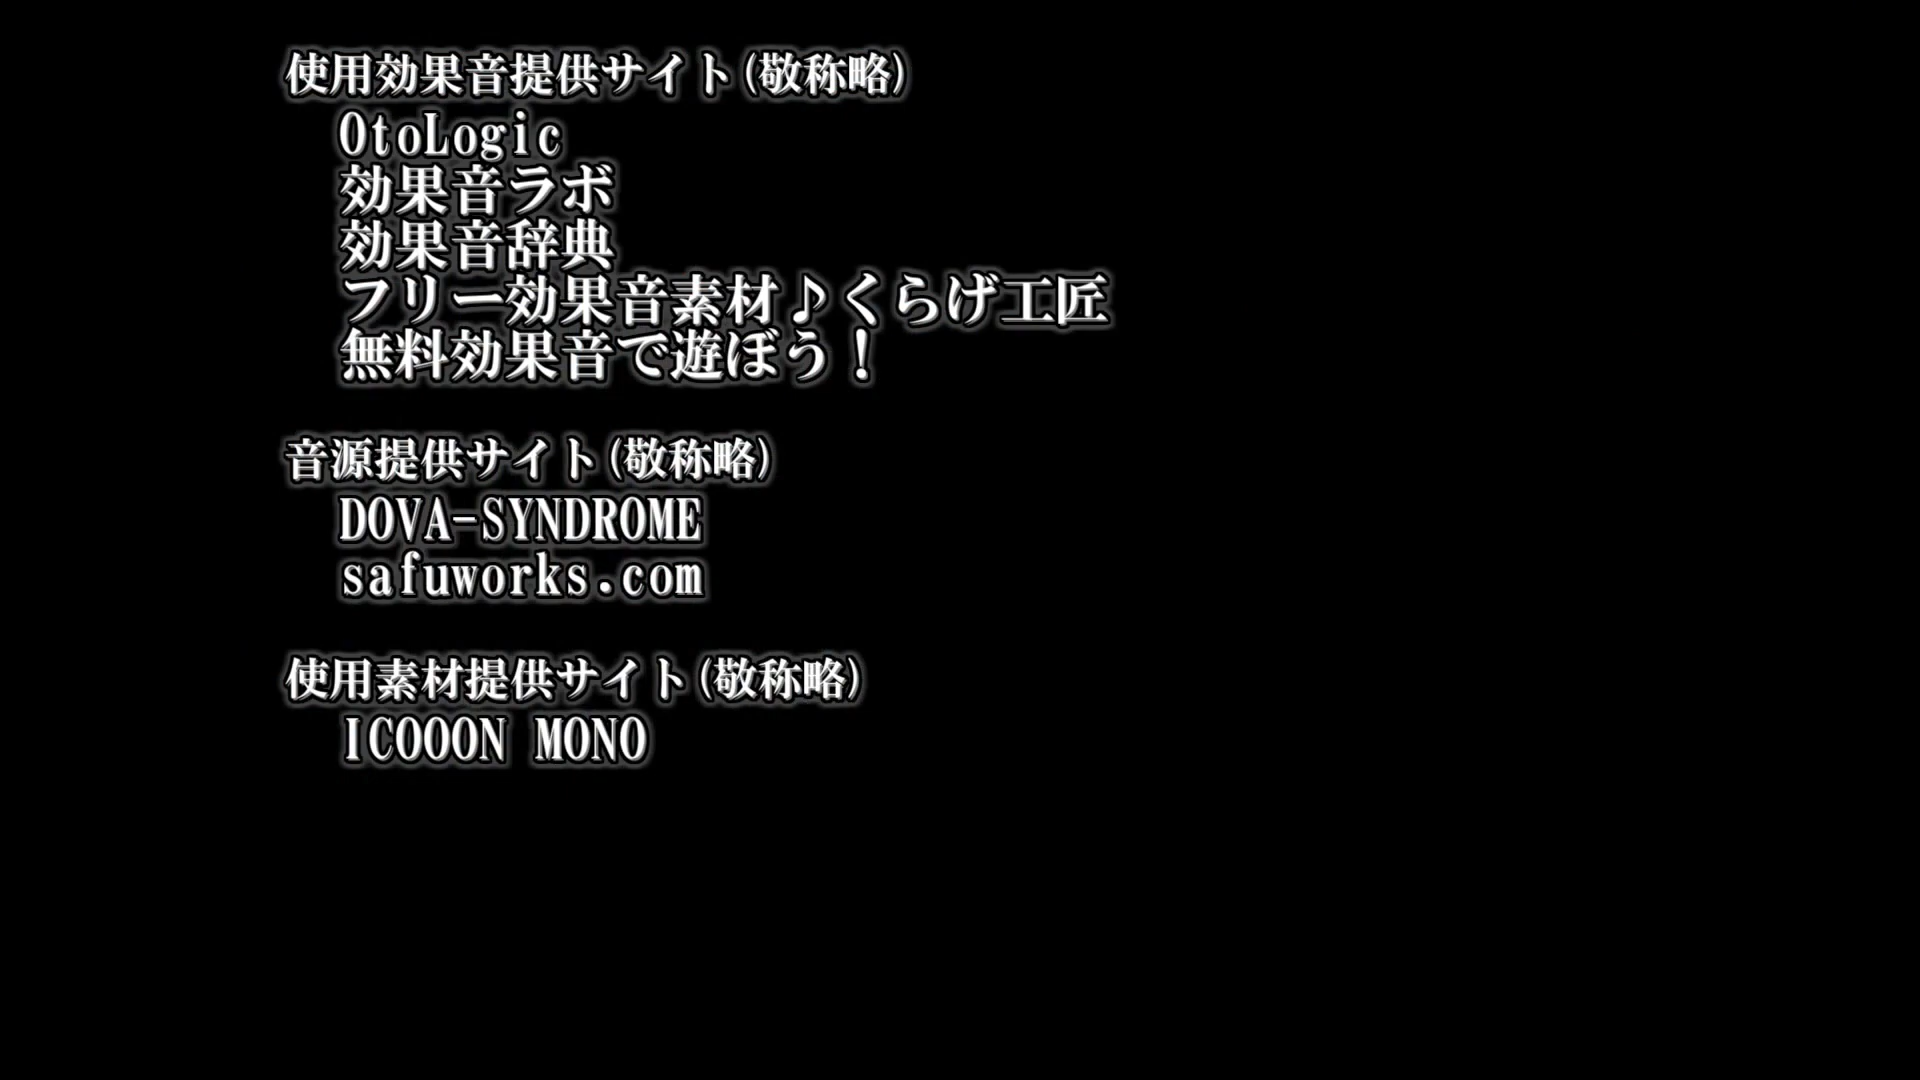 使用効果音提供サイト(敬称略)
OtoLogic
効果音ラボ
効果音辞典
フリー効果音素材♪くらげ工匠
無料効果音で遊ぼう！
音源提供サイト(敬称略)
DOVA-SYNDROME
safuworks.com
使用素材提供サイト(敬称略)
ICOOON MONO